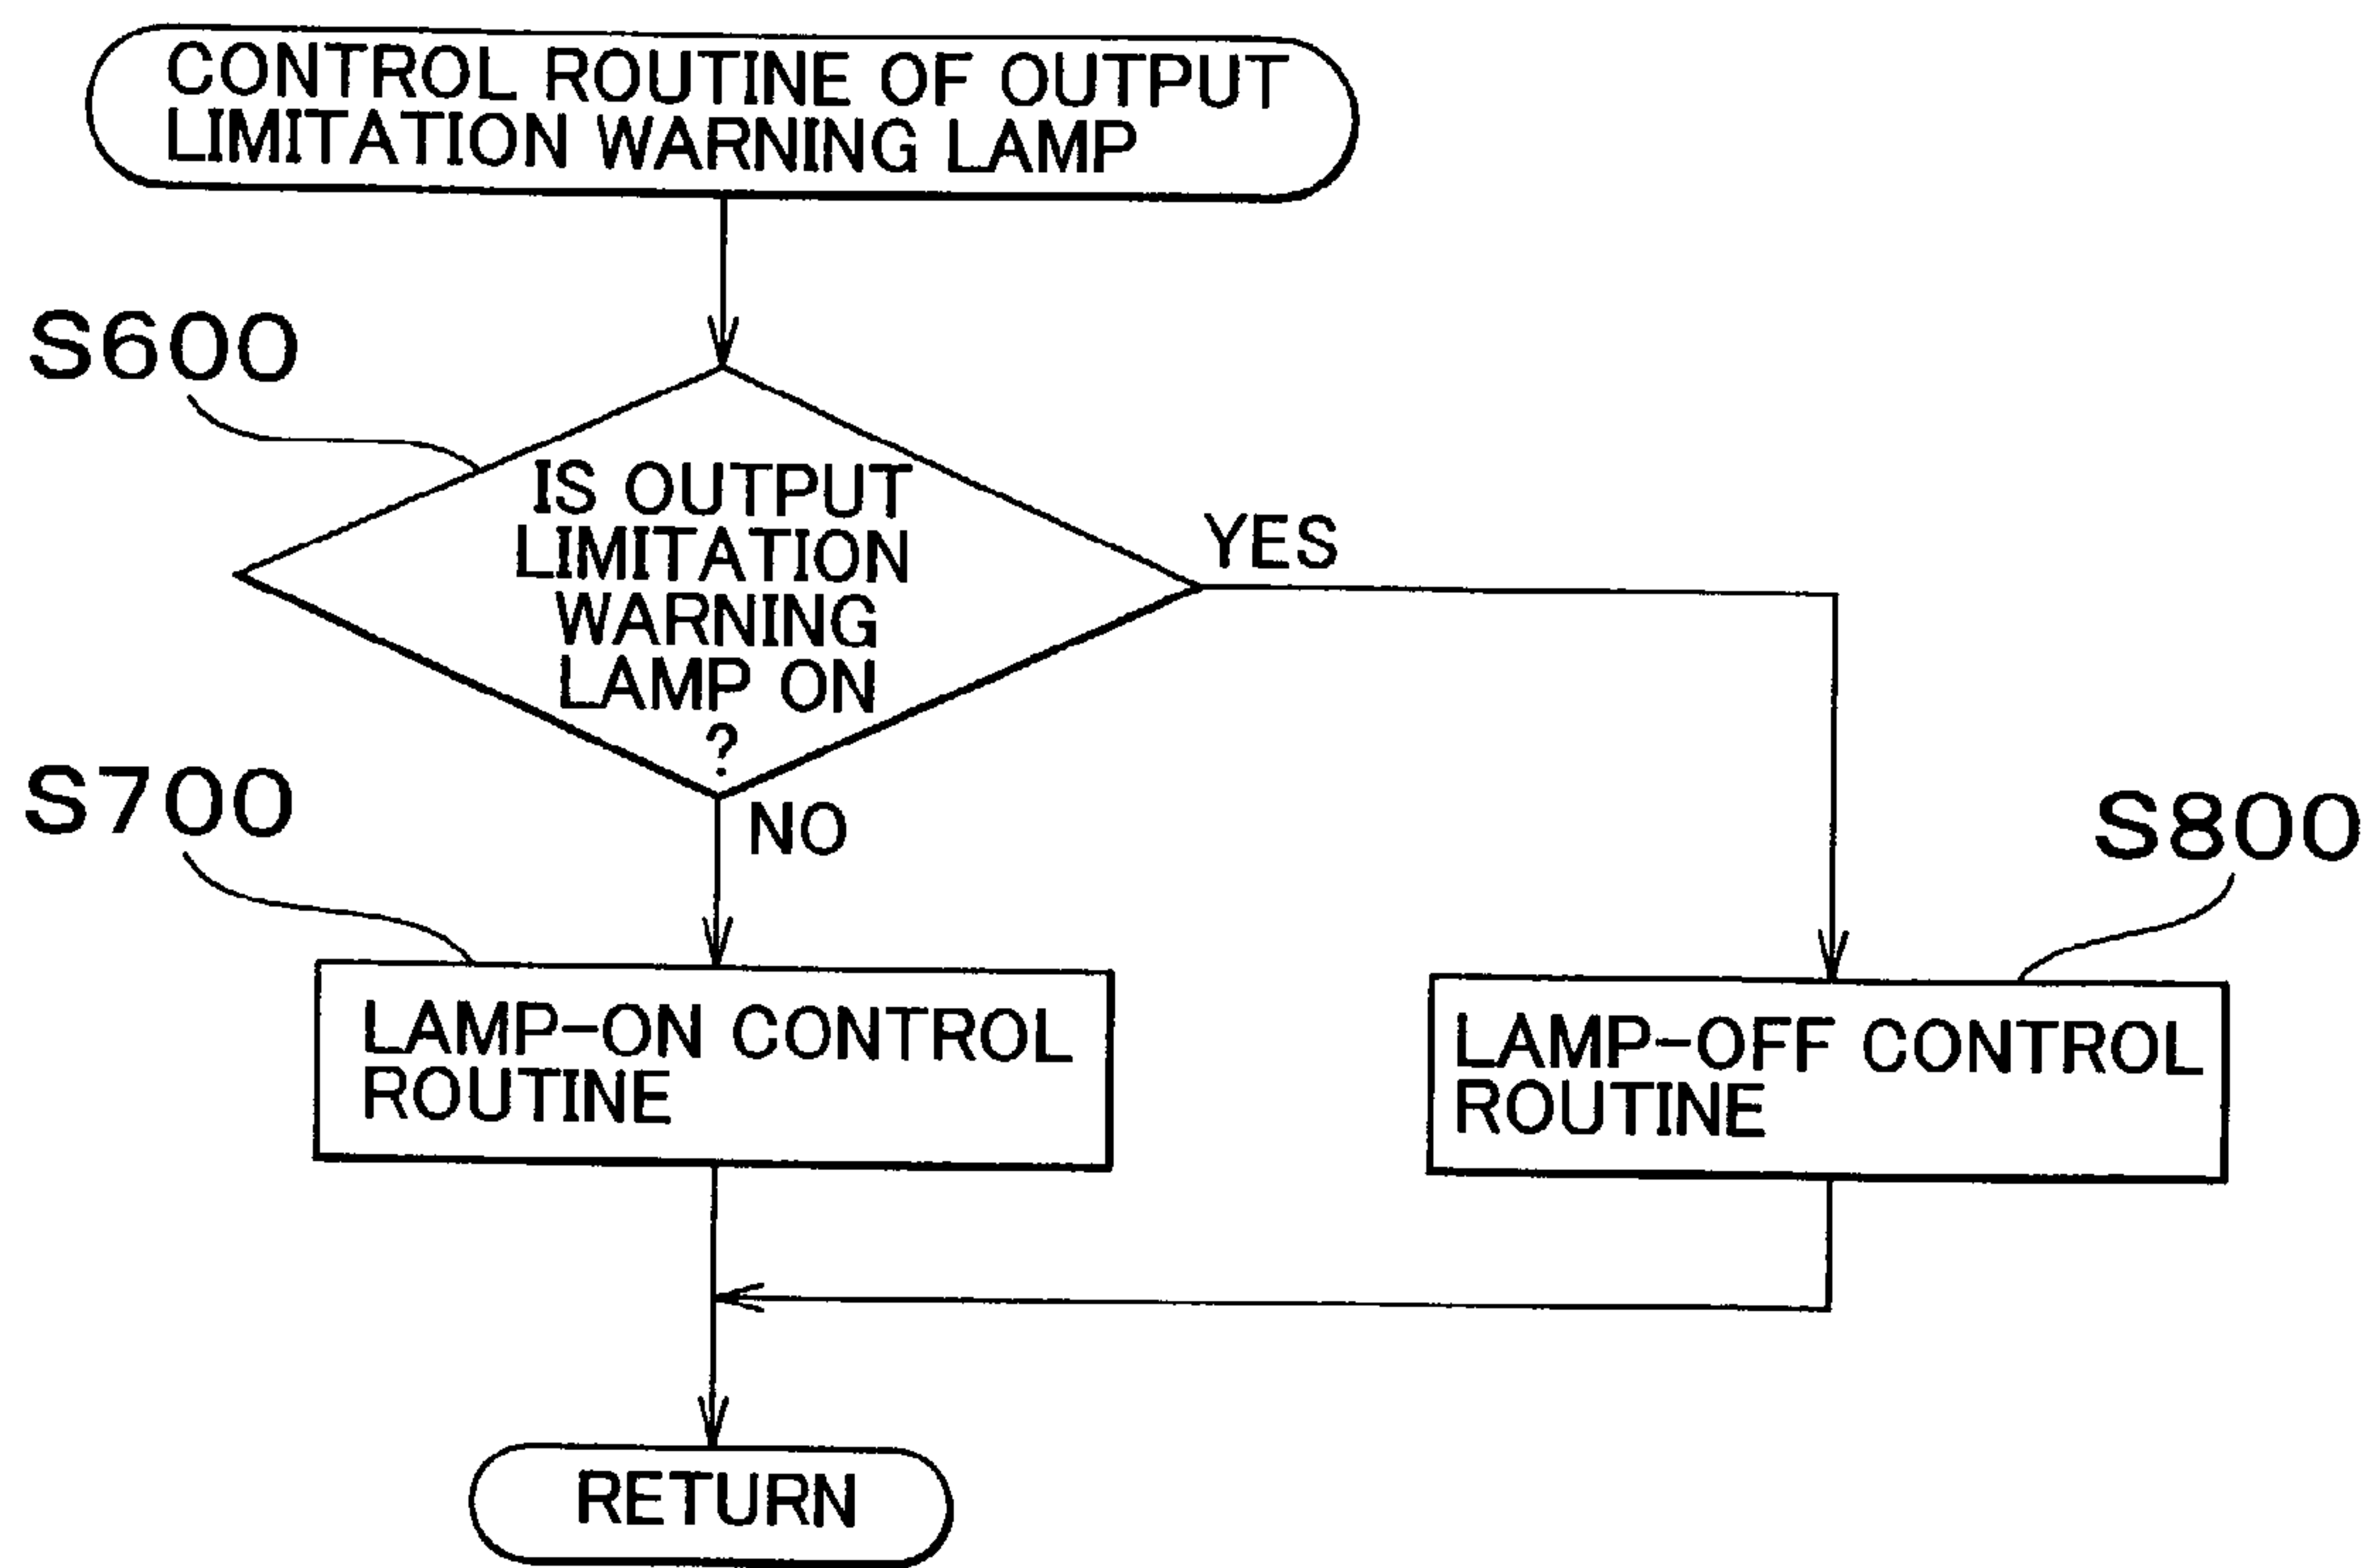 CONTROL ROUTINE OF OUTPUT
LIMITATION WARNING LAMP
S600
IS OUTPUT
LIMITATION
WARNING
LAMP ON
?
YES
NO
S700
S800
LAMP-ON CONTROL
ROUTINE
LAMP-OFF CONTROL
ROUTINE
RETURN